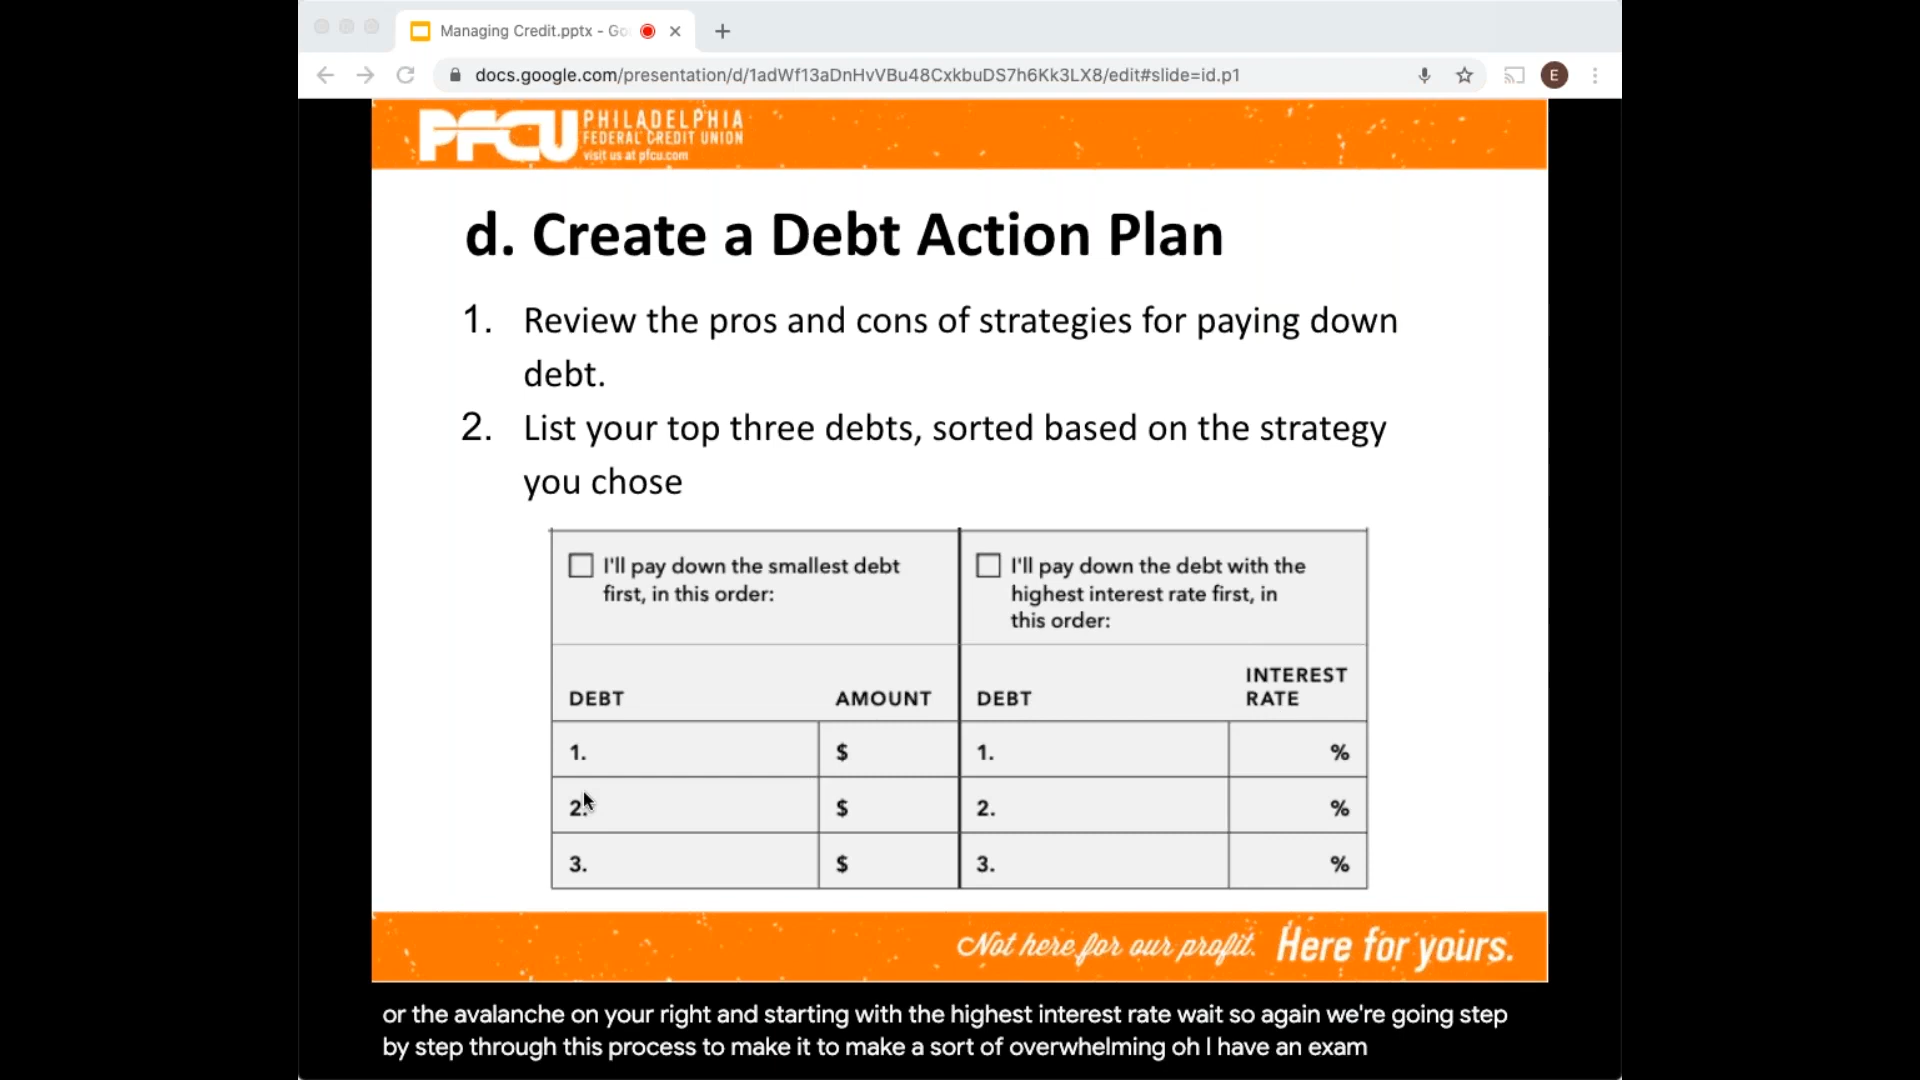 Managing Credit.pptx - Go
docs.google.com/presentation/d/1adWf13aDnHvVBu48CxkbuDS7h6Kk3LX8/edit#slide=id.p1
E
PFCU
PHILADELPHIA
FEDERAL CREDIT UNION
visit us at pfcu.com
d. Create a Debt Action Plan
1. Review the pros and cons of strategies for paying down
debt.
2. List your top three debts, sorted based on the strategy
you chose
I'll pay down the smallest debt
first, in this order:
I'll pay down the debt with the
highest interest rate first, in
this order:
DEBT AMOUNT DEBT INTEREST
RATE
1. $ 1. %
2. $ 2. %
3. $ 3. %
Not here for our profit. Here for yours.
or the avalanche on your right and starting with the highest interest rate wait so again we're going step
by step through this process to make it to make a sort of overwhelming oh I have an exam